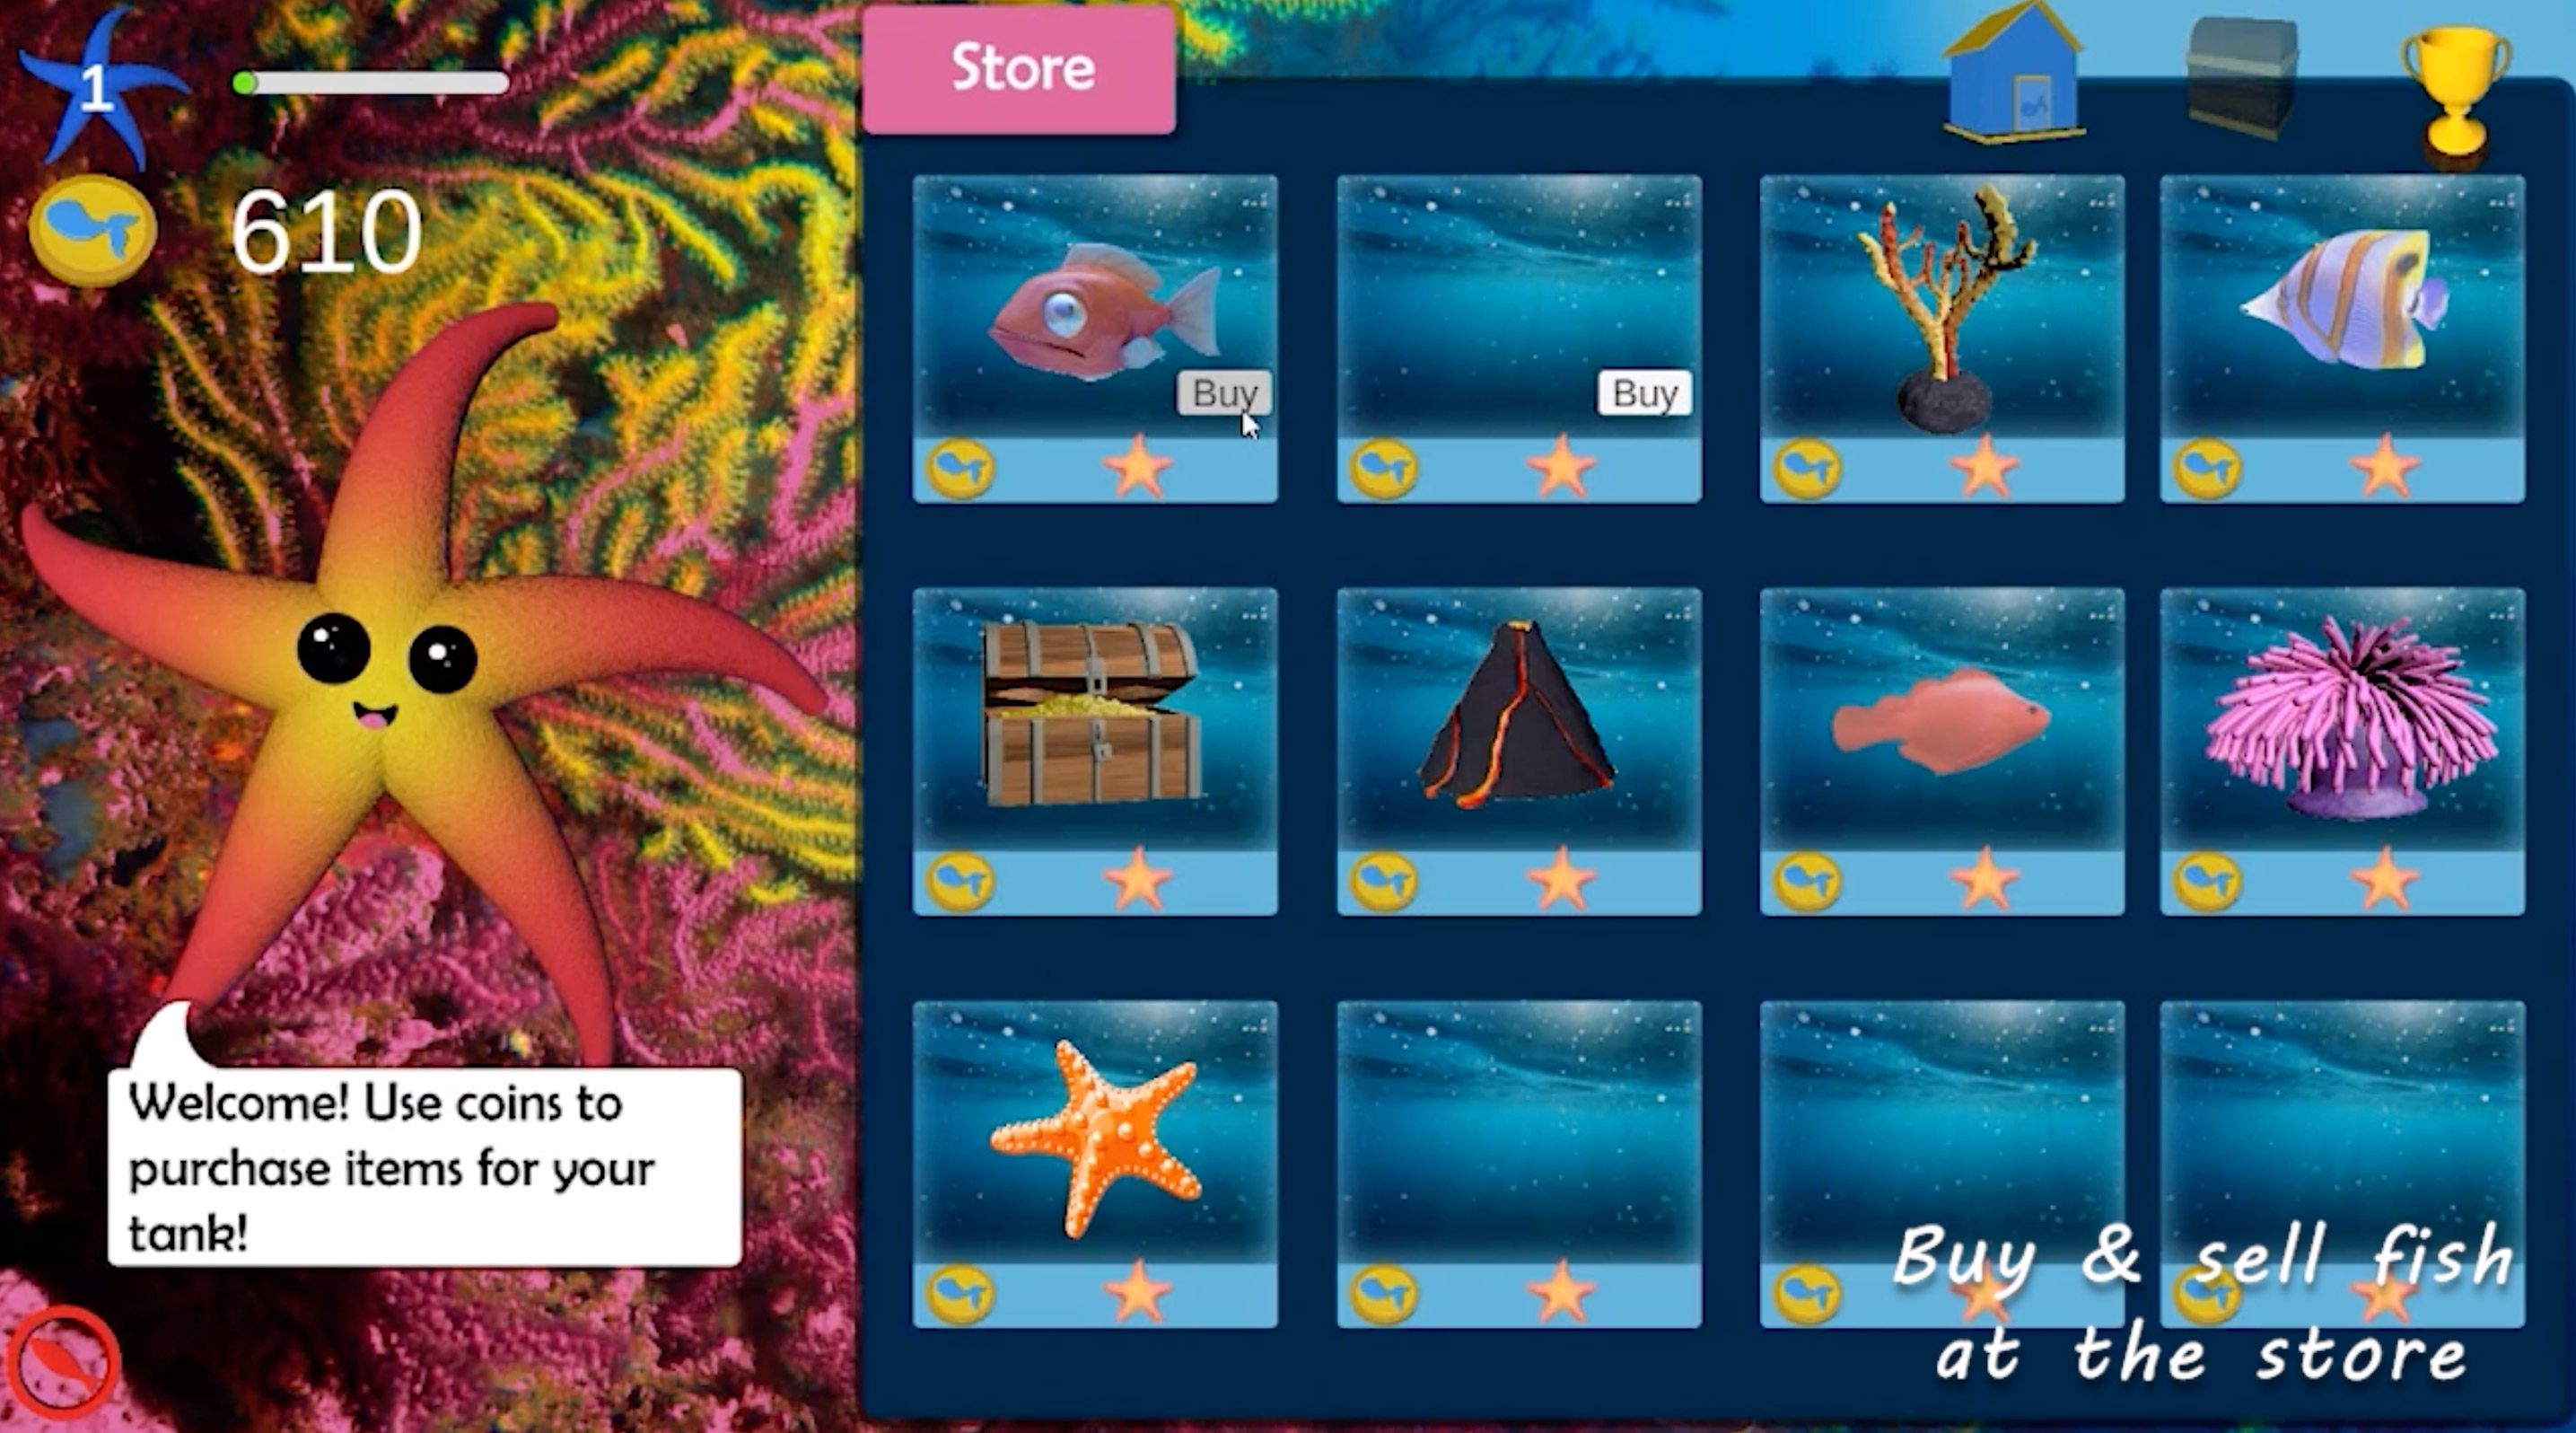 1
Store
610
Buy
Buy
Welcome! Use coins to
purchase items for your
tank!
Buy & sell fish
at the store